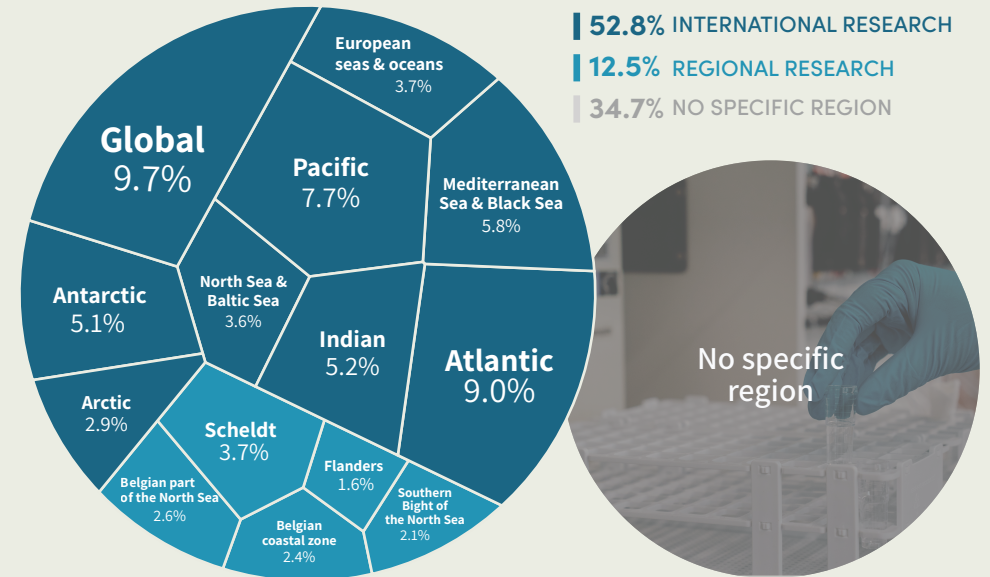 52.8% INTERNATIONAL RESEARCH
12.5% REGIONAL RESEARCH
34.7% NO SPECIFIC REGION
European
seas & oceans
3.7%
Global
9.7%
Pacific
7.7%
Mediterranean
Sea & Black Sea
5.8%
Antarctic
5.1%
North Sea &
Baltic Sea
3.6%
Indian
5.2%
Atlantic
9.0%
Arctic
2.9%
Scheldt
3.7%
Flanders
1.6%
Belgian part
of the North Sea
2.6%
Belgian
coastal zone
2.4%
Southern
Bight of
the North Sea
2.1%
No specific
region